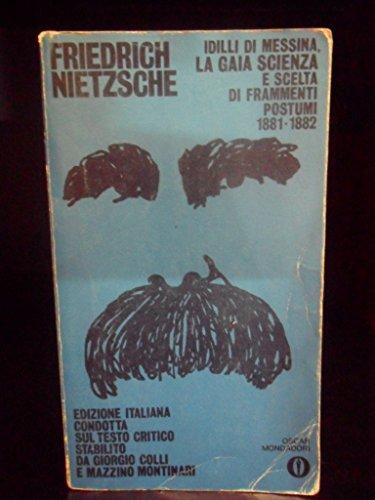 FRIEDRICH
NIETZSCHE
IDILLI DI MESSINA,
LA GAIA SCIENZA
E SCELTA
DI FRAMMENTI
POSTUMI
1881-1882
EDIZIONE ITALIANA
CONDOTTA
SUL TESTO CRITICO
STABILITO
DA GIORGIO COLLI
E MAZZINO MONTINARI
OSCAR
MONDADORI